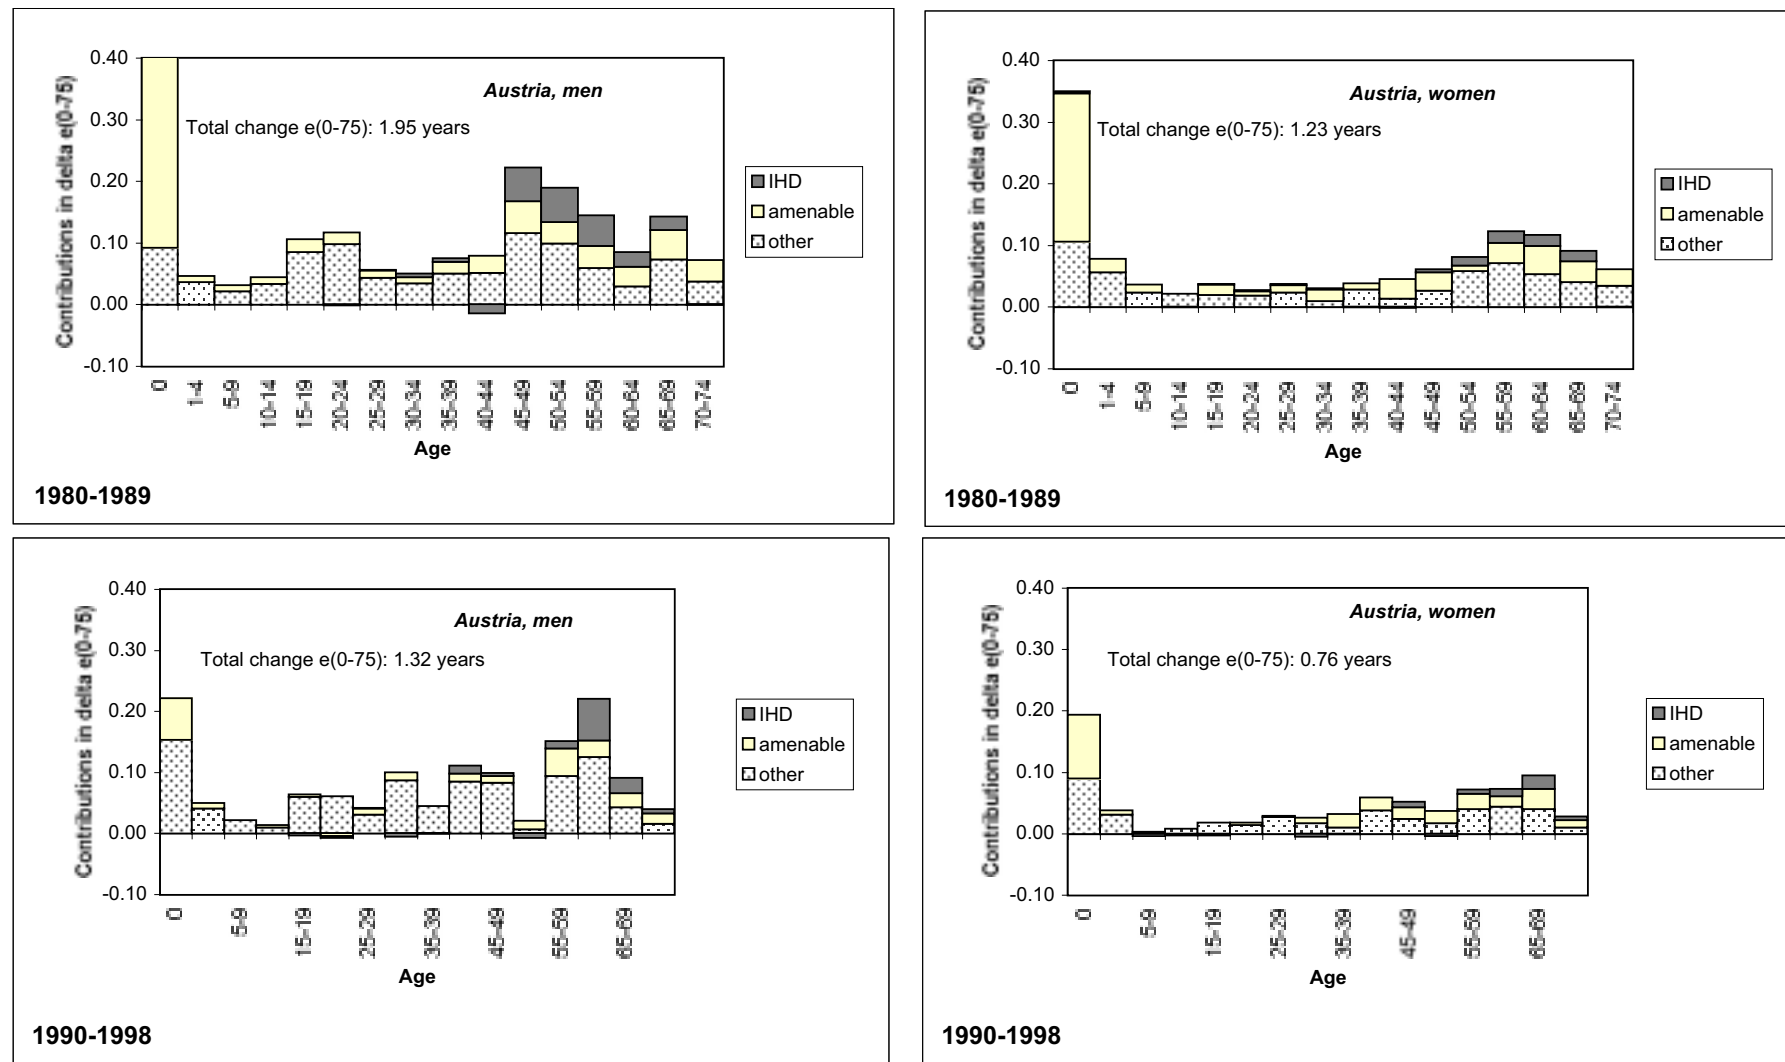 Contributions in delta e(0-75)
0.40
0.30
0.20
0.10
0.00
-0.10
Austria, men
Total change e(0-75): 1.95 years
IHD
amenable
other
0
1-4
5-9
10-14
15-19
20-24
25-29
30-34
35-39
40-44
45-49
50-54
55-59
60-64
65-69
70-74
Age
1980-1989
Contributions in delta e(0-75)
0.40
0.30
0.20
0.10
0.00
-0.10
Austria, women
Total change e(0-75): 1.23 years
IHD
amenable
other
0
1-4
5-9
10-14
15-19
20-24
25-29
30-34
35-39
40-44
45-49
50-54
55-59
60-64
65-69
70-74
Age
1980-1989
Contributions in delta e(0-75)
0.40
0.30
0.20
0.10
0.00
-0.10
Austria, men
Total change e(0-75): 1.32 years
IHD
amenable
other
0
5-9
15-19
25-29
35-39
45-49
55-59
65-69
Age
1990-1998
Contributions in delta e(0-75)
0.40
0.30
0.20
0.10
0.00
-0.10
Austria, women
Total change e(0-75): 0.76 years
IHD
amenable
other
0
5-9
15-19
25-29
35-39
45-49
55-59
65-69
Age
1990-1998